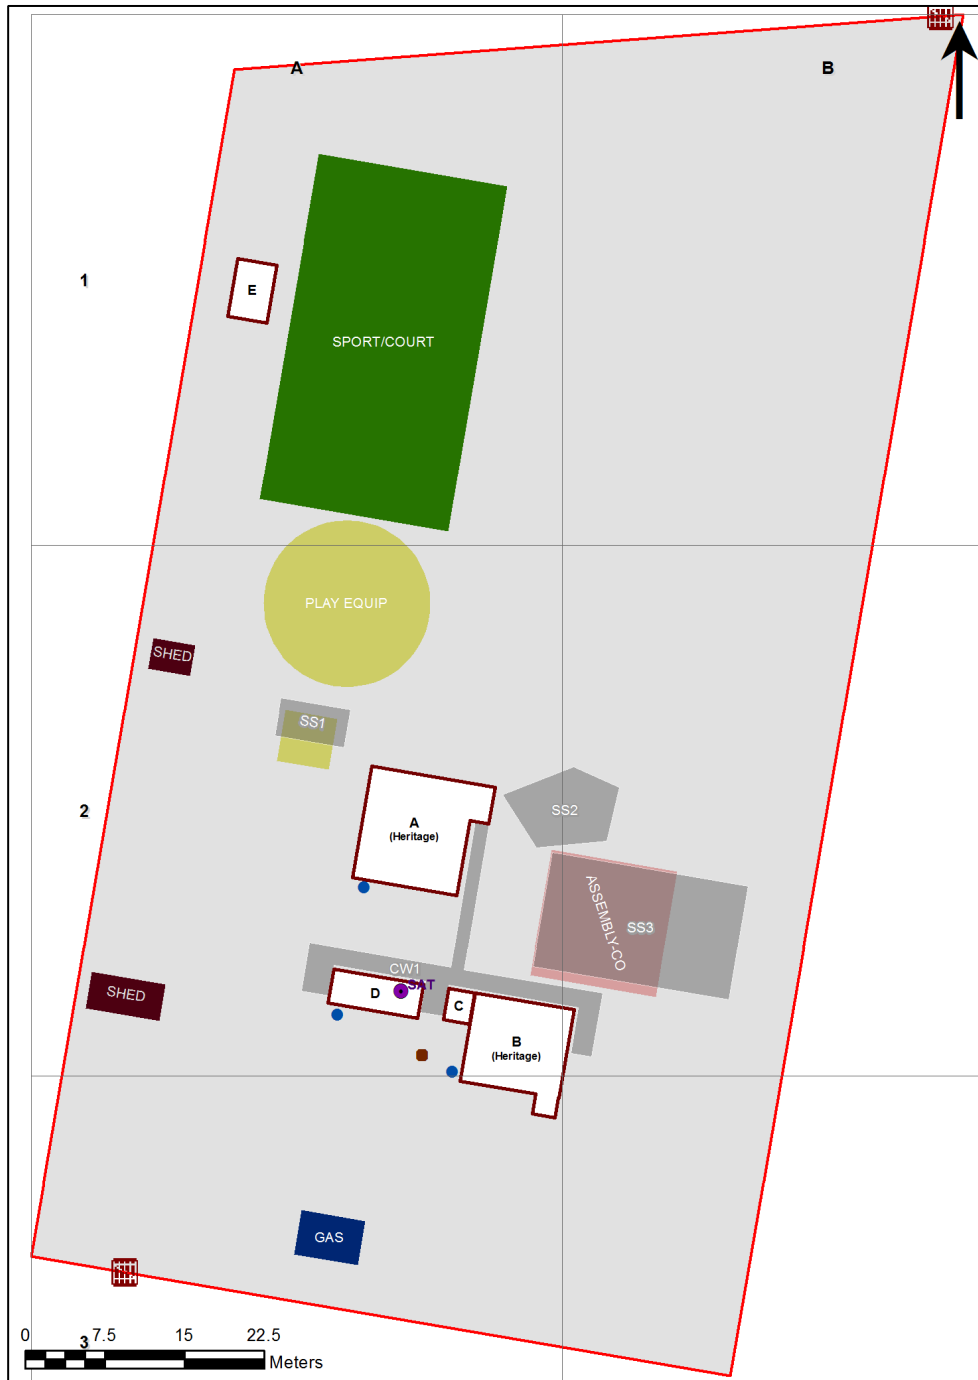 A
B
1
E
SPORT/COURT
PLAY EQUIP
SHED
SS1
2
A
(Heritage)
SS2
ASSEMBLY-CO
SS3
CW1
SAT
SHED
D
C
B
(Heritage)
GAS
3
0 7.5 15 22.5
Meters